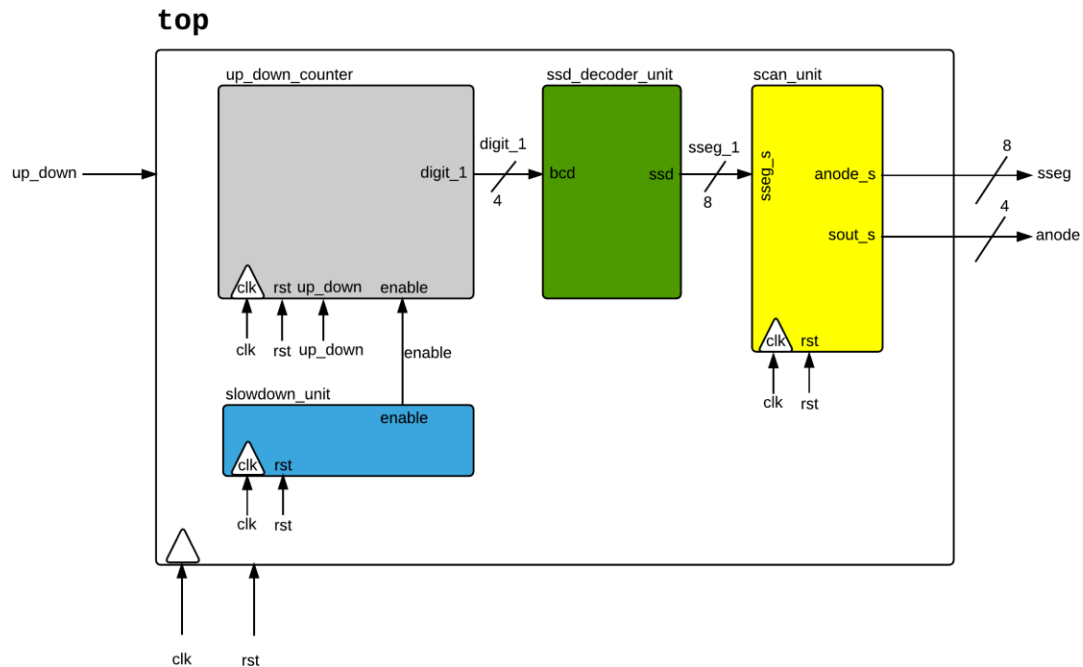 top
up_down_counter
ssd_decoder_unit
scan_unit
up_down
digit_1
digit_1
4
bcd
ssd
sseg_1
8
sseg_s
anode_s
sout_s
8
sseg
4
anode
clk
rst
up_down
enable
clk
rst
up_down
enable
clk
rst
clk
rst
slowdown_unit
enable
clk
rst
clk
rst
clk
rst